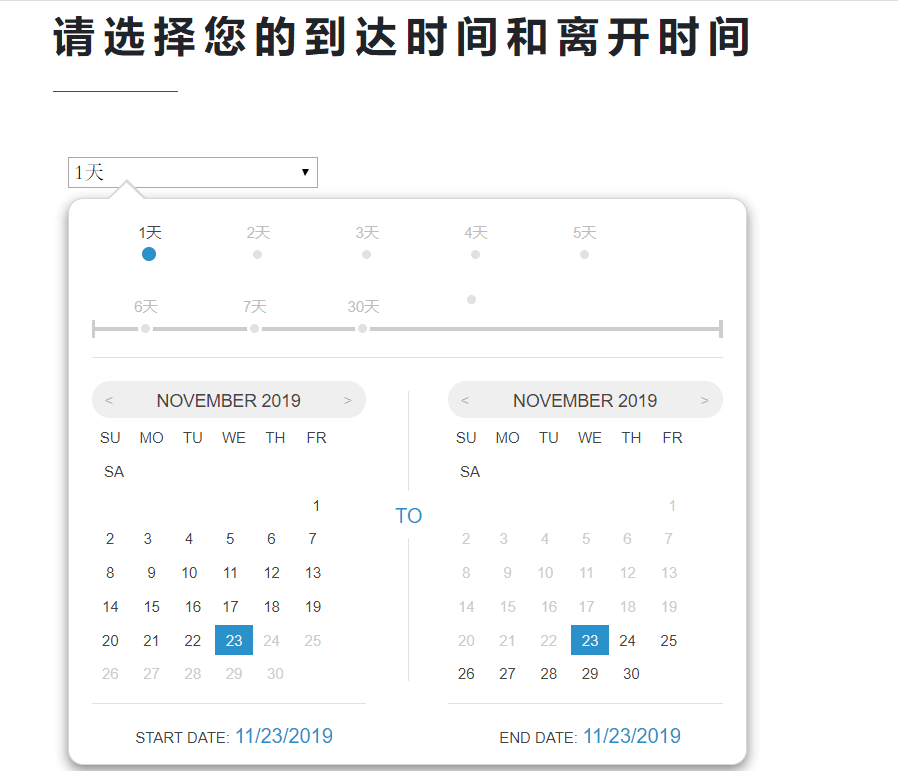 请选择您的到达时间和离开时间
1天
1天 2天 3天 4天 5天
6天 7天 30天
< NOVEMBER 2019 > < NOVEMBER 2019 >
SU MO TU WE TH FR SU MO TU WE TH FR
SA SA
1 1
TO
2 3 4 5 6 7 2 3 4 5 6 7
8 9 10 11 12 13 8 9 10 11 12 13
14 15 16 17 18 19 14 15 16 17 18 19
20 21 22 23 24 25 20 21 22 23 24 25
26 27 28 29 30 26 27 28 29 30
START DATE: 11/23/2019 END DATE: 11/23/2019